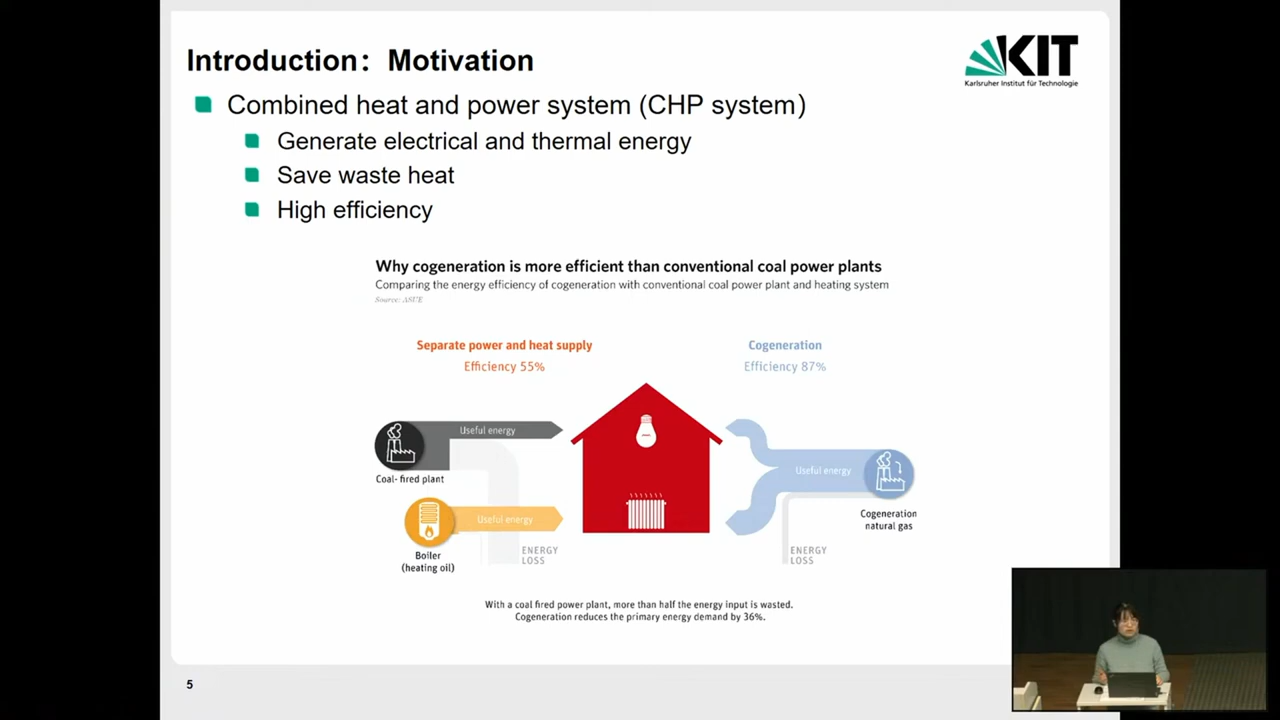 Introduction: Motivation
KIT
Karlsruher Institut für Technologie
Combined heat and power system (CHP system)
Generate electrical and thermal energy
Save waste heat
High efficiency
Why cogeneration is more efficient than conventional coal power plants
Comparing the energy efficiency of cogeneration with conventional coal power plant and heating system
Source: ASUE
Separate power and heat supply
Efficiency 55%
Cogeneration
Efficiency 87%
Useful energy
Coal- fired plant
Useful energy
Boiler
(heating oil)
ENERGY
LOSS
Useful energy
Cogeneration
natural gas
ENERGY
LOSS
With a coal fired power plant, more than half the energy input is wasted.
Cogeneration reduces the primary energy demand by 36%.
5